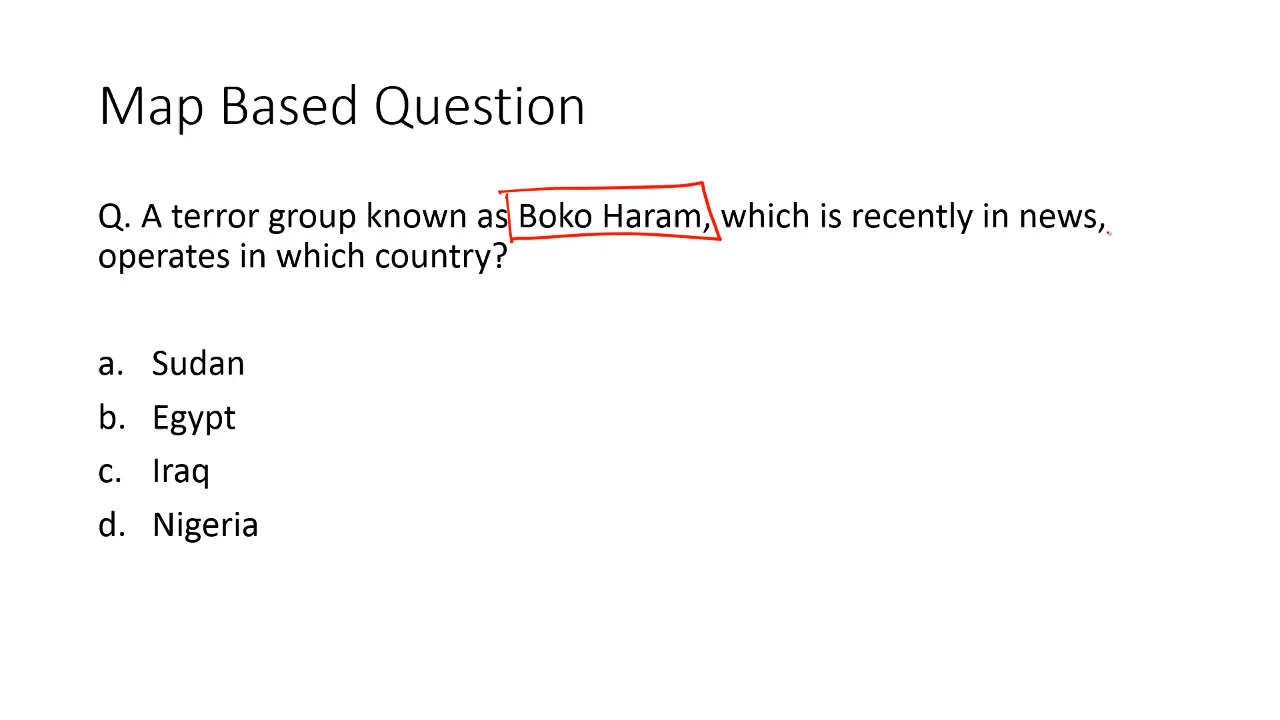 Map Based Question
Q. A terror group known as Boko Haram, which is recently in news,
operates in which country?
a. Sudan
b. Egypt
c. Iraq
d. Nigeria